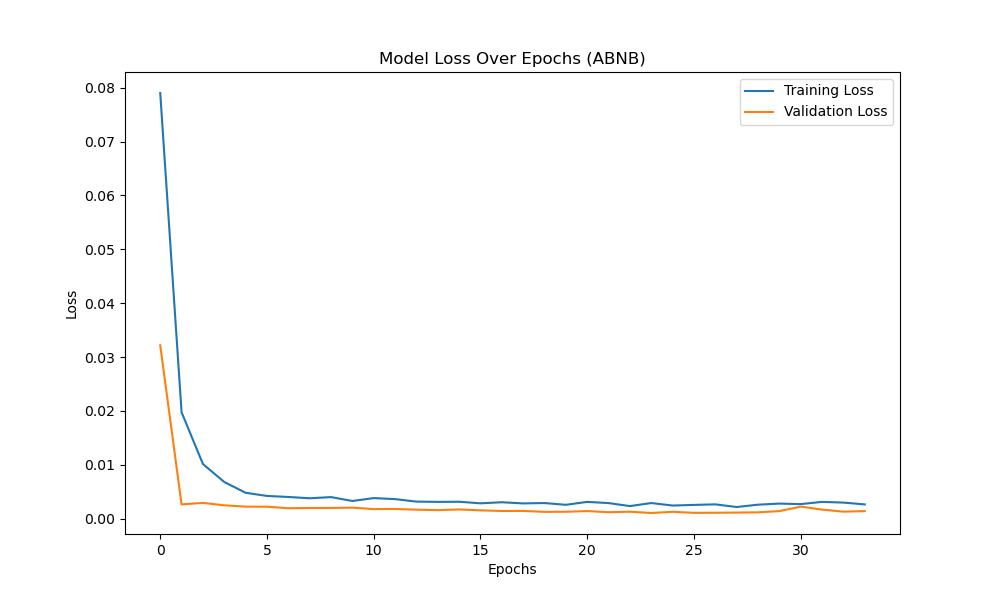 Model Loss Over Epochs (ABNB)
Training Loss
Validation Loss
0.08
0.07
0.06
0.05
0.04
0.03
0.02
0.01
0.00
Loss
0 5 10 15 20 25 30
Epochs